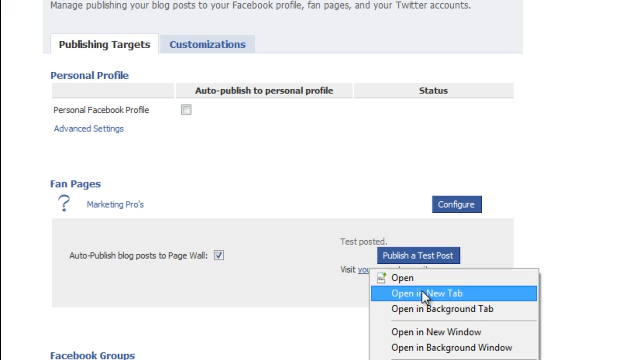 Manage publishing your blog posts to your Facebook profile, fan pages, and your Twitter accounts.
Publishing Targets Customizations
Personal Profile
Auto-publish to personal profile Status
Personal Facebook Profile
Advanced Settings
Fan Pages
? Marketing Pro's Configure
Test posted.
Auto-Publish blog posts to Page Wall: Publish a Test Post
Visit
Open
Open in New Tab
Open in Background Tab
Open in New Window
Open in Background Window
Facebook Groups